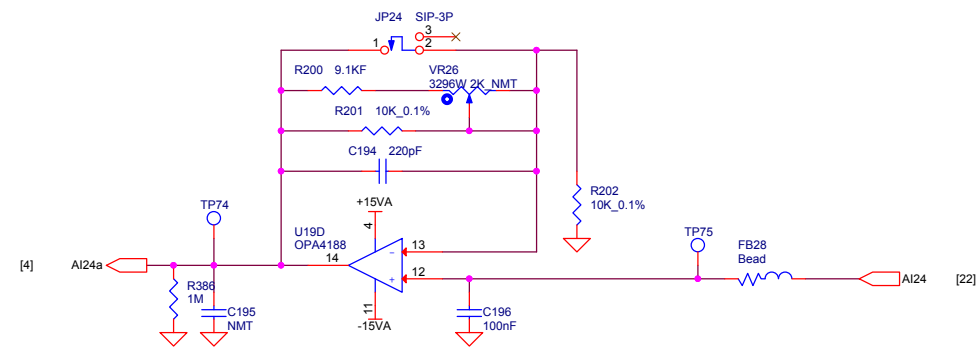 JP24 SIP-3P
3
1 2
R200 9.1KF VR26
3296W 2K_NMT
R201 10K_0.1%
C194 220pF
R202
10K_0.1%
+15VA
TP74
4
U19D
OPA4188
TP75
13
FB28
Bead
14
-
[4] AI24a
12
+
AI24 [22]
R386
1M
11
C195
NMT
C196
100nF
-15VA